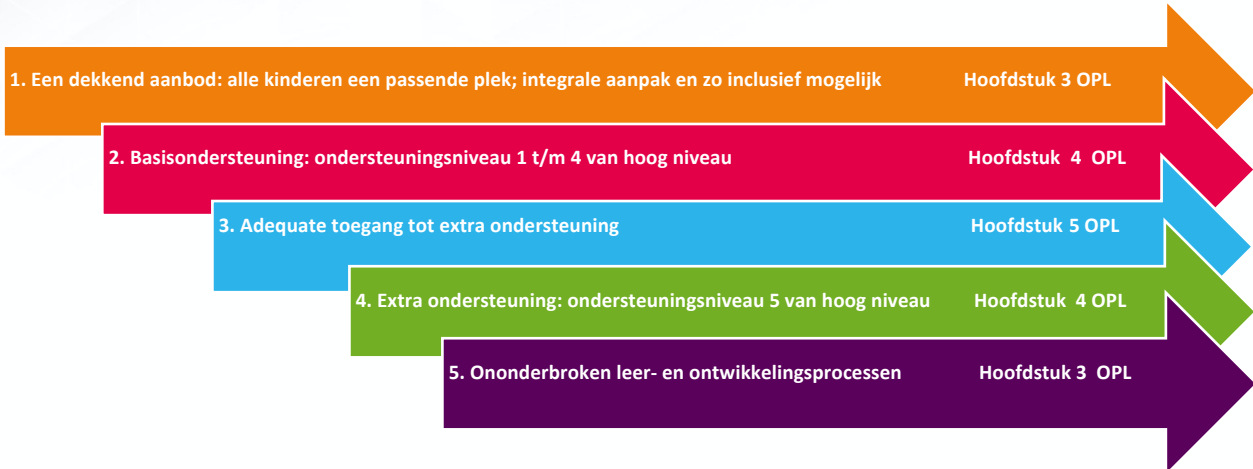 1. Een dekkend aanbod: alle kinderen een passende plek; integrale aanpak en zo inclusief mogelijk Hoofdstuk 3 OPL
2. Basisondersteuning: ondersteuningsniveau 1 t/m 4 van hoog niveau Hoofdstuk 4 OPL
3. Adequate toegang tot extra ondersteuning Hoofdstuk 5 OPL
4. Extra ondersteuning: ondersteuningsniveau 5 van hoog niveau Hoofdstuk 4 OPL
5. Ononderbroken leer- en ontwikkelingsprocessen Hoofdstuk 3 OPL